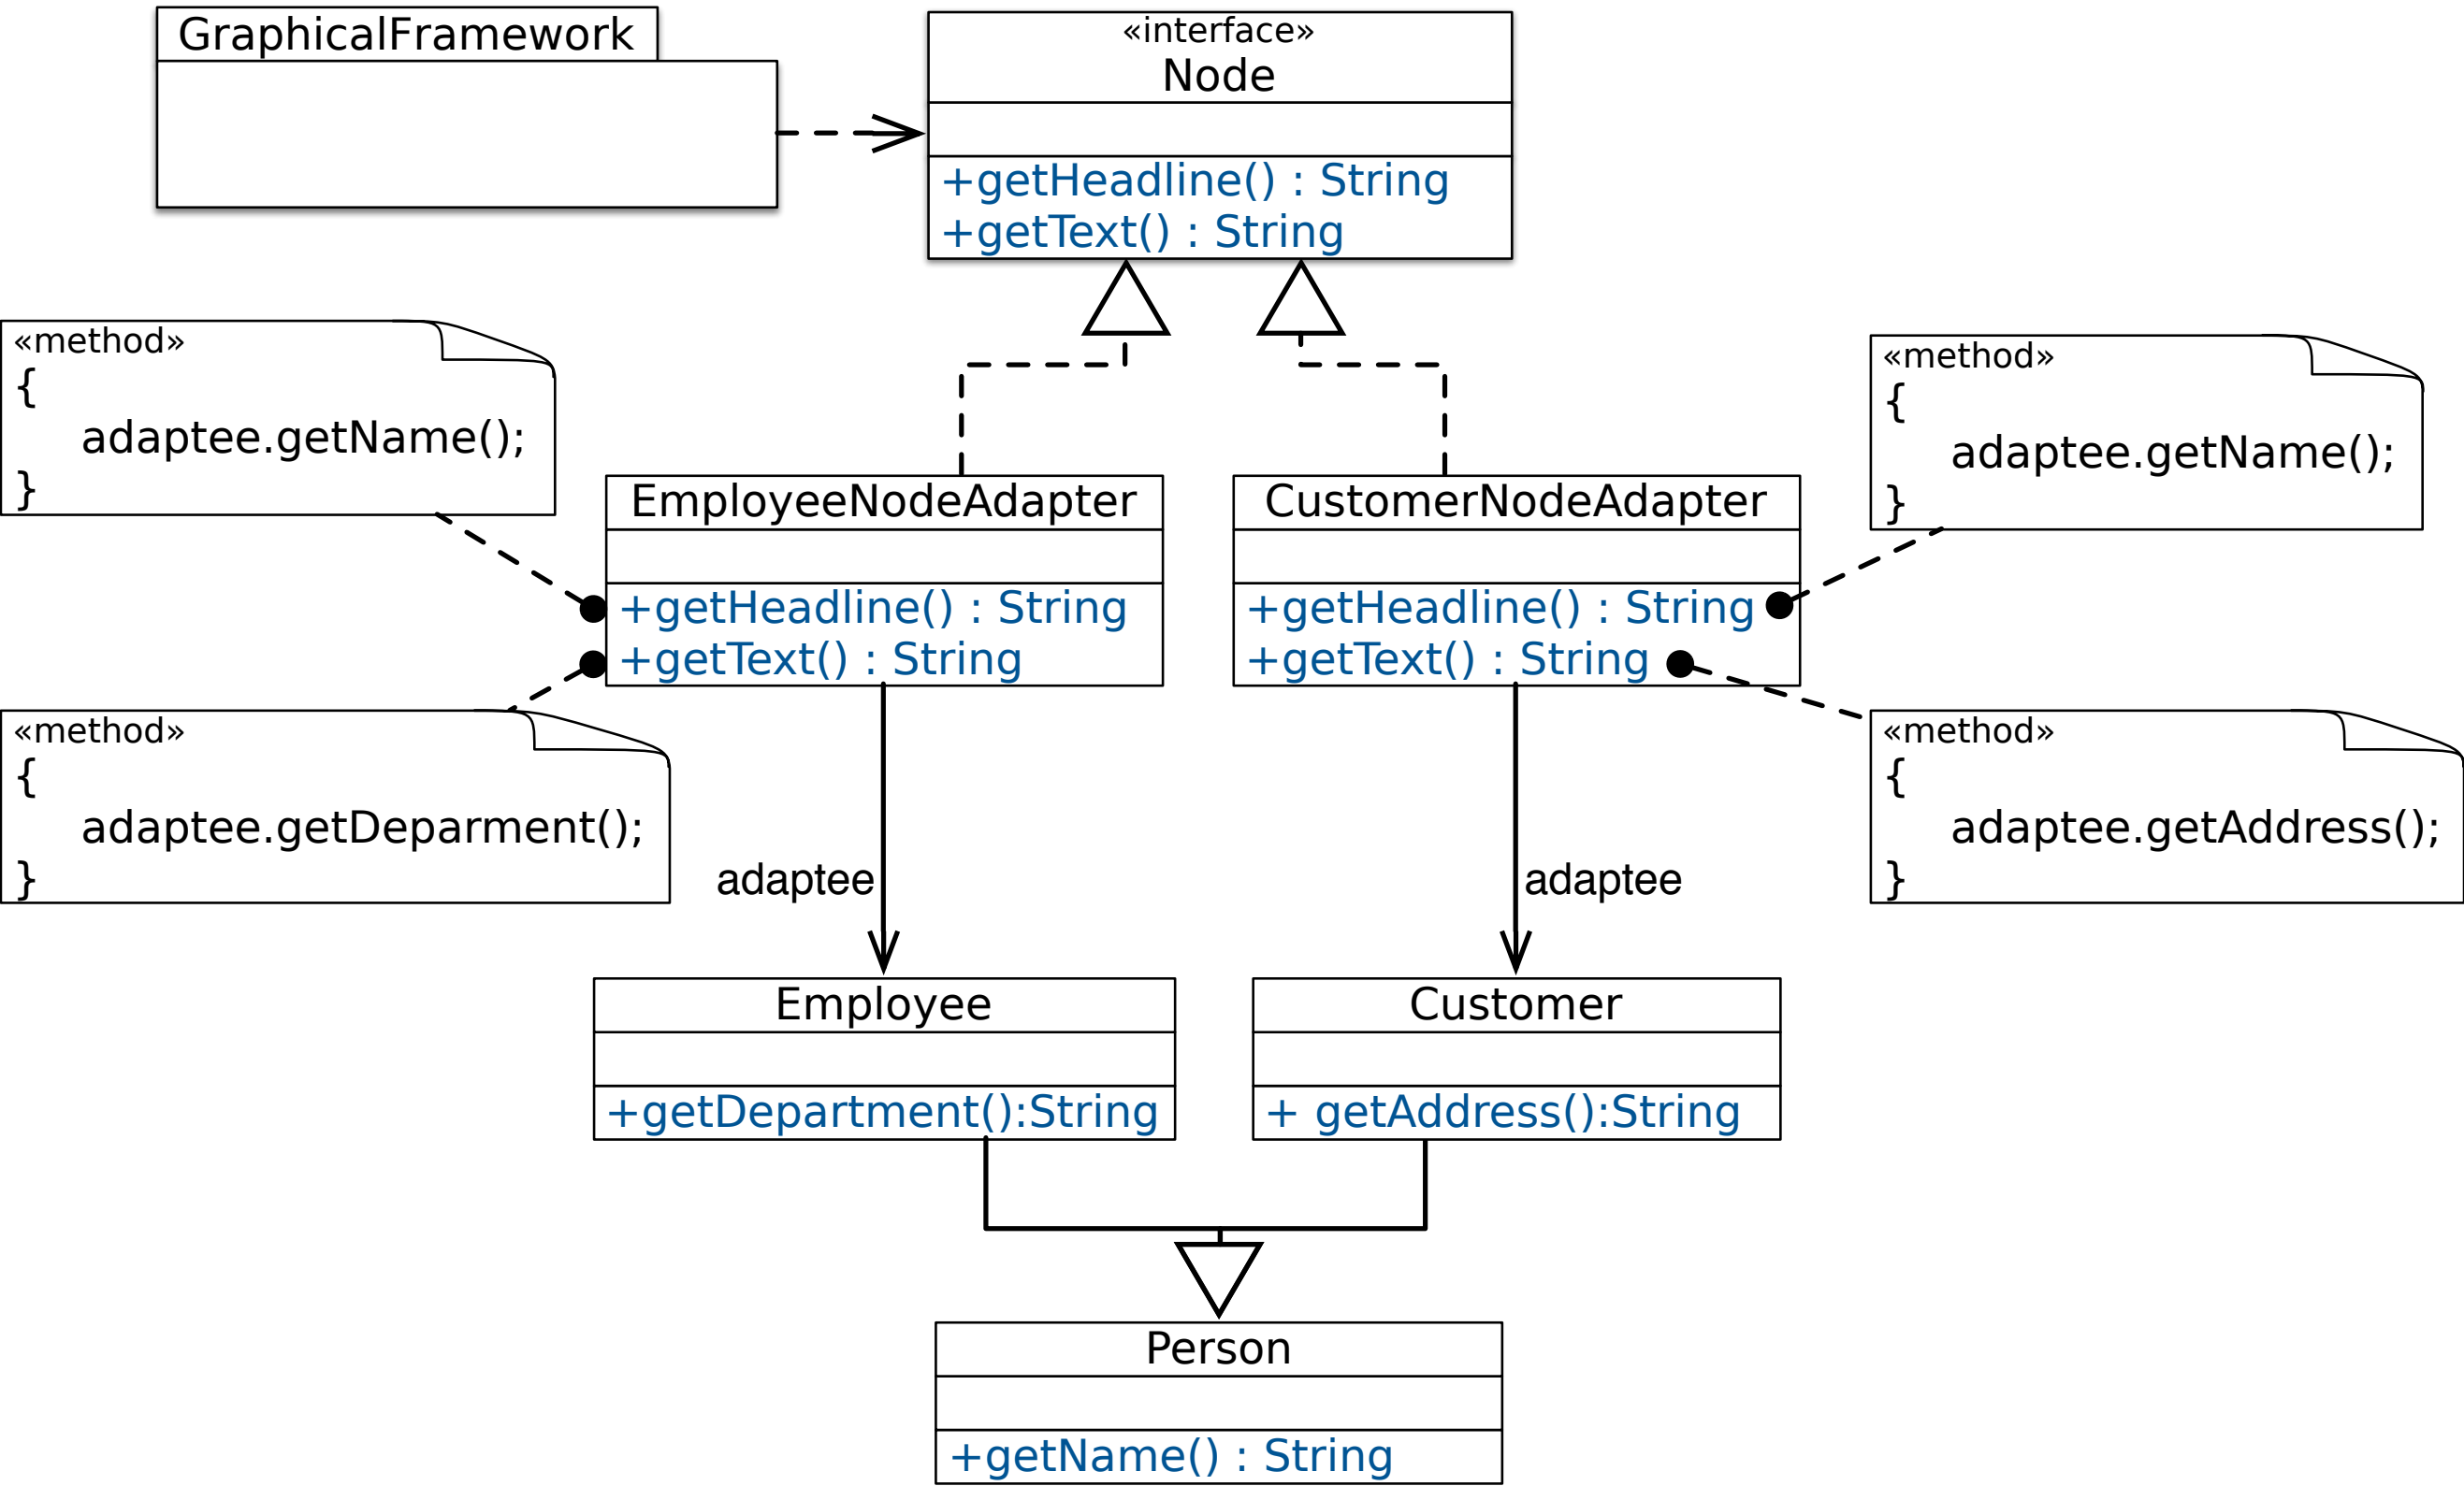 GraphicalFramework
«interface»
Node
+getHeadline() : String
+getText() : String
«method»
{
adaptee.getName();
}
«method»
{
adaptee.getName();
}
EmployeeNodeAdapter
+getHeadline() : String
+getText() : String
CustomerNodeAdapter
+getHeadline() : String
+getText() : String
«method»
{
adaptee.getDeparment();
}
«method»
{
adaptee.getAddress();
}
adaptee
adaptee
Employee
+getDepartment():String
Customer
+ getAddress():String
Person
+getName() : String